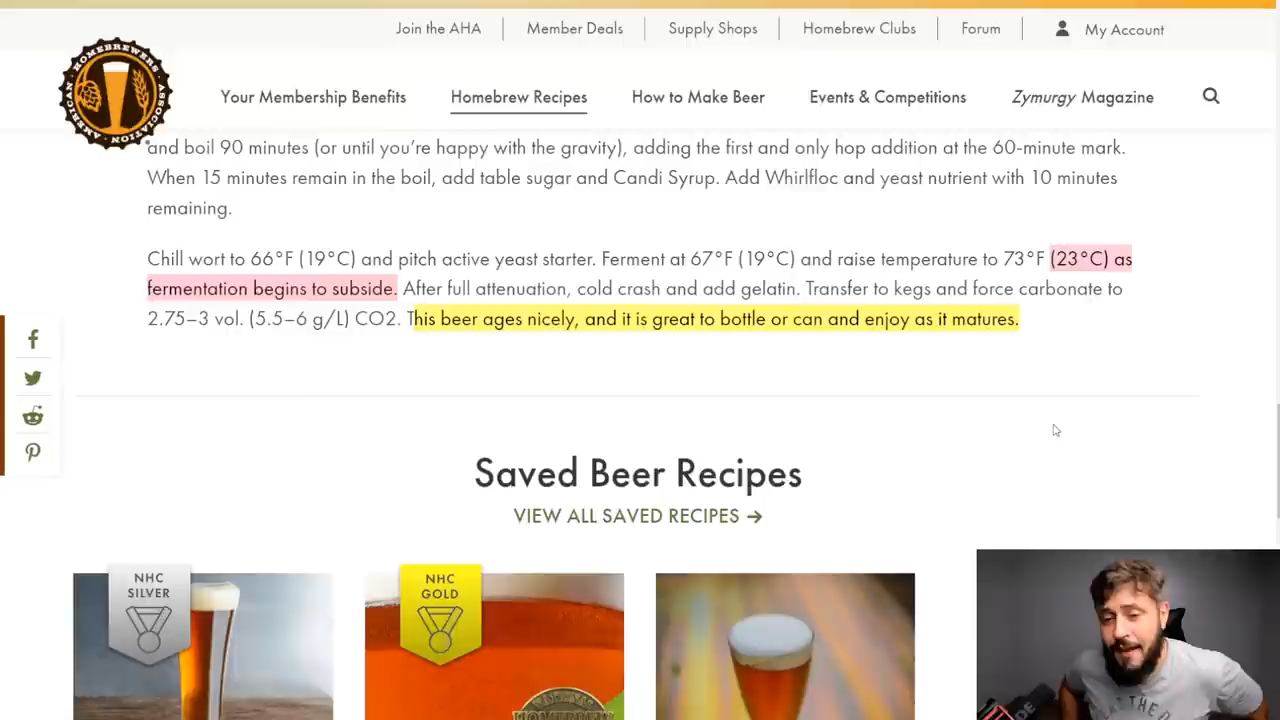 Join the AHA
Member Deals
Supply Shops
Homebrew Clubs
Forum
My Account
AMERICAN HOMEBREWERS ASSOCIATION
Your Membership Benefits
Homebrew Recipes
How to Make Beer
Events & Competitions
Zymurgy Magazine
and boil 90 minutes (or until you’re happy with the gravity), adding the first and only hop addition at the 60-minute mark.
When 15 minutes remain in the boil, add table sugar and Candi Syrup. Add Whirlfloc and yeast nutrient with 10 minutes
remaining.
Chill wort to 66°F (19°C) and pitch active yeast starter. Ferment at 67°F (19°C) and raise temperature to 73°F (23°C) as
fermentation begins to subside. After full attenuation, cold crash and add gelatin. Transfer to kegs and force carbonate to
2.75–3 vol. (5.5–6 g/L) CO2. This beer ages nicely, and it is great to bottle or can and enjoy as it matures.
Saved Beer Recipes
VIEW ALL SAVED RECIPES →
NHC
SILVER
NHC
GOLD